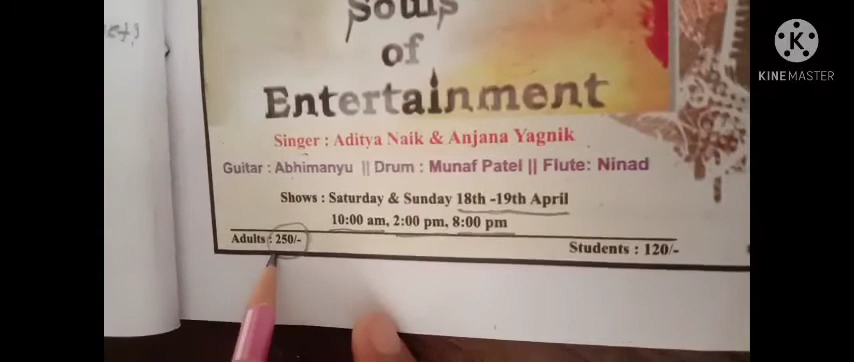 Souls
of
Entertainment
Singer : Aditya Naik & Anjana Yagnik
Guitar : Abhimanyu || Drum : Munaf Patel || Flute: Ninad
Shows : Saturday & Sunday 18th -19th April
10:00 am, 2:00 pm, 8:00 pm
Adults : 250/-
Students : 120/-
K
KINEMASTER